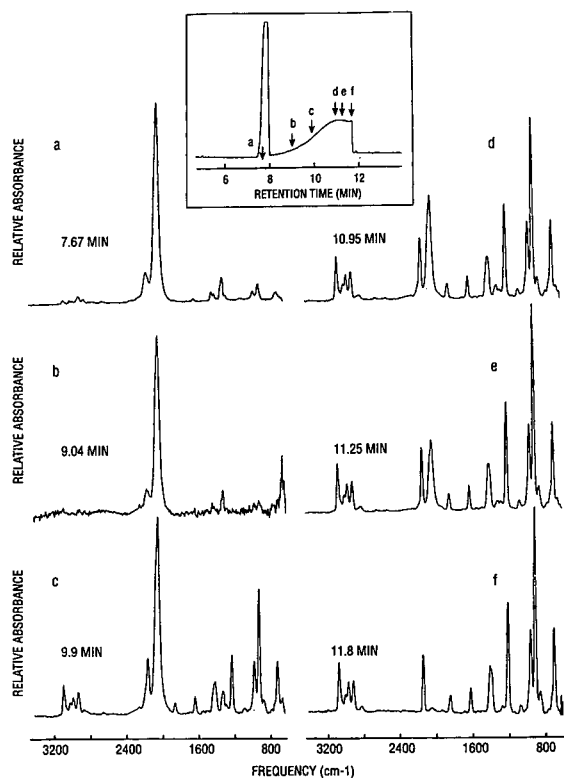 d e f
c
b
a
6 8 10 12
RETENTION TIME (MIN)
RELATIVE ABSORBANCE
a
7.67 MIN
d
10.95 MIN
RELATIVE ABSORBANCE
b
9.04 MIN
e
11.25 MIN
RELATIVE ABSORBANCE
c
9.9 MIN
f
11.8 MIN
3200 2400 1600 800 3200 2400 1600 800
FREQUENCY (cm-1)